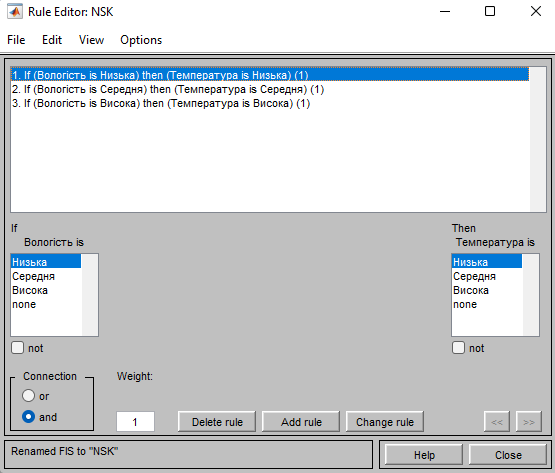 Rule Editor: NSK
File Edit View Options
1. If (Вологість is Низька) then (Температура is Низька) (1)
2. If (Вологість is Середня) then (Температура is Середня) (1)
3. If (Вологість is Висока) then (Температура is Висока) (1)
If
Вологість is
Низька
Середня
Висока
none
not
Then
Температура is
Низька
Середня
Висока
none
not
Connection
or
and
Weight:
1
Delete rule
Add rule
Change rule
<<
>>
Renamed FIS to "NSK"
Help
Close